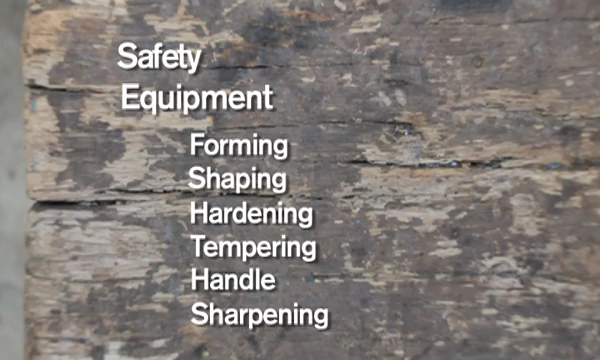 Safety
Equipment
Forming
Shaping
Hardening
Tempering
Handle
Sharpening